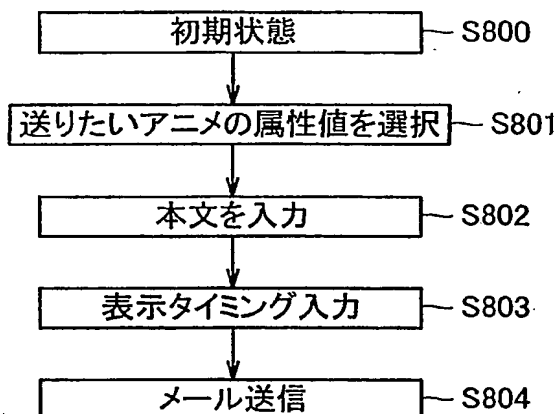 初期状態 S800
送りたいアニメの属性値を選択 S801
本文を入力 S802
表示タイミング入力 S803
メール送信 S804